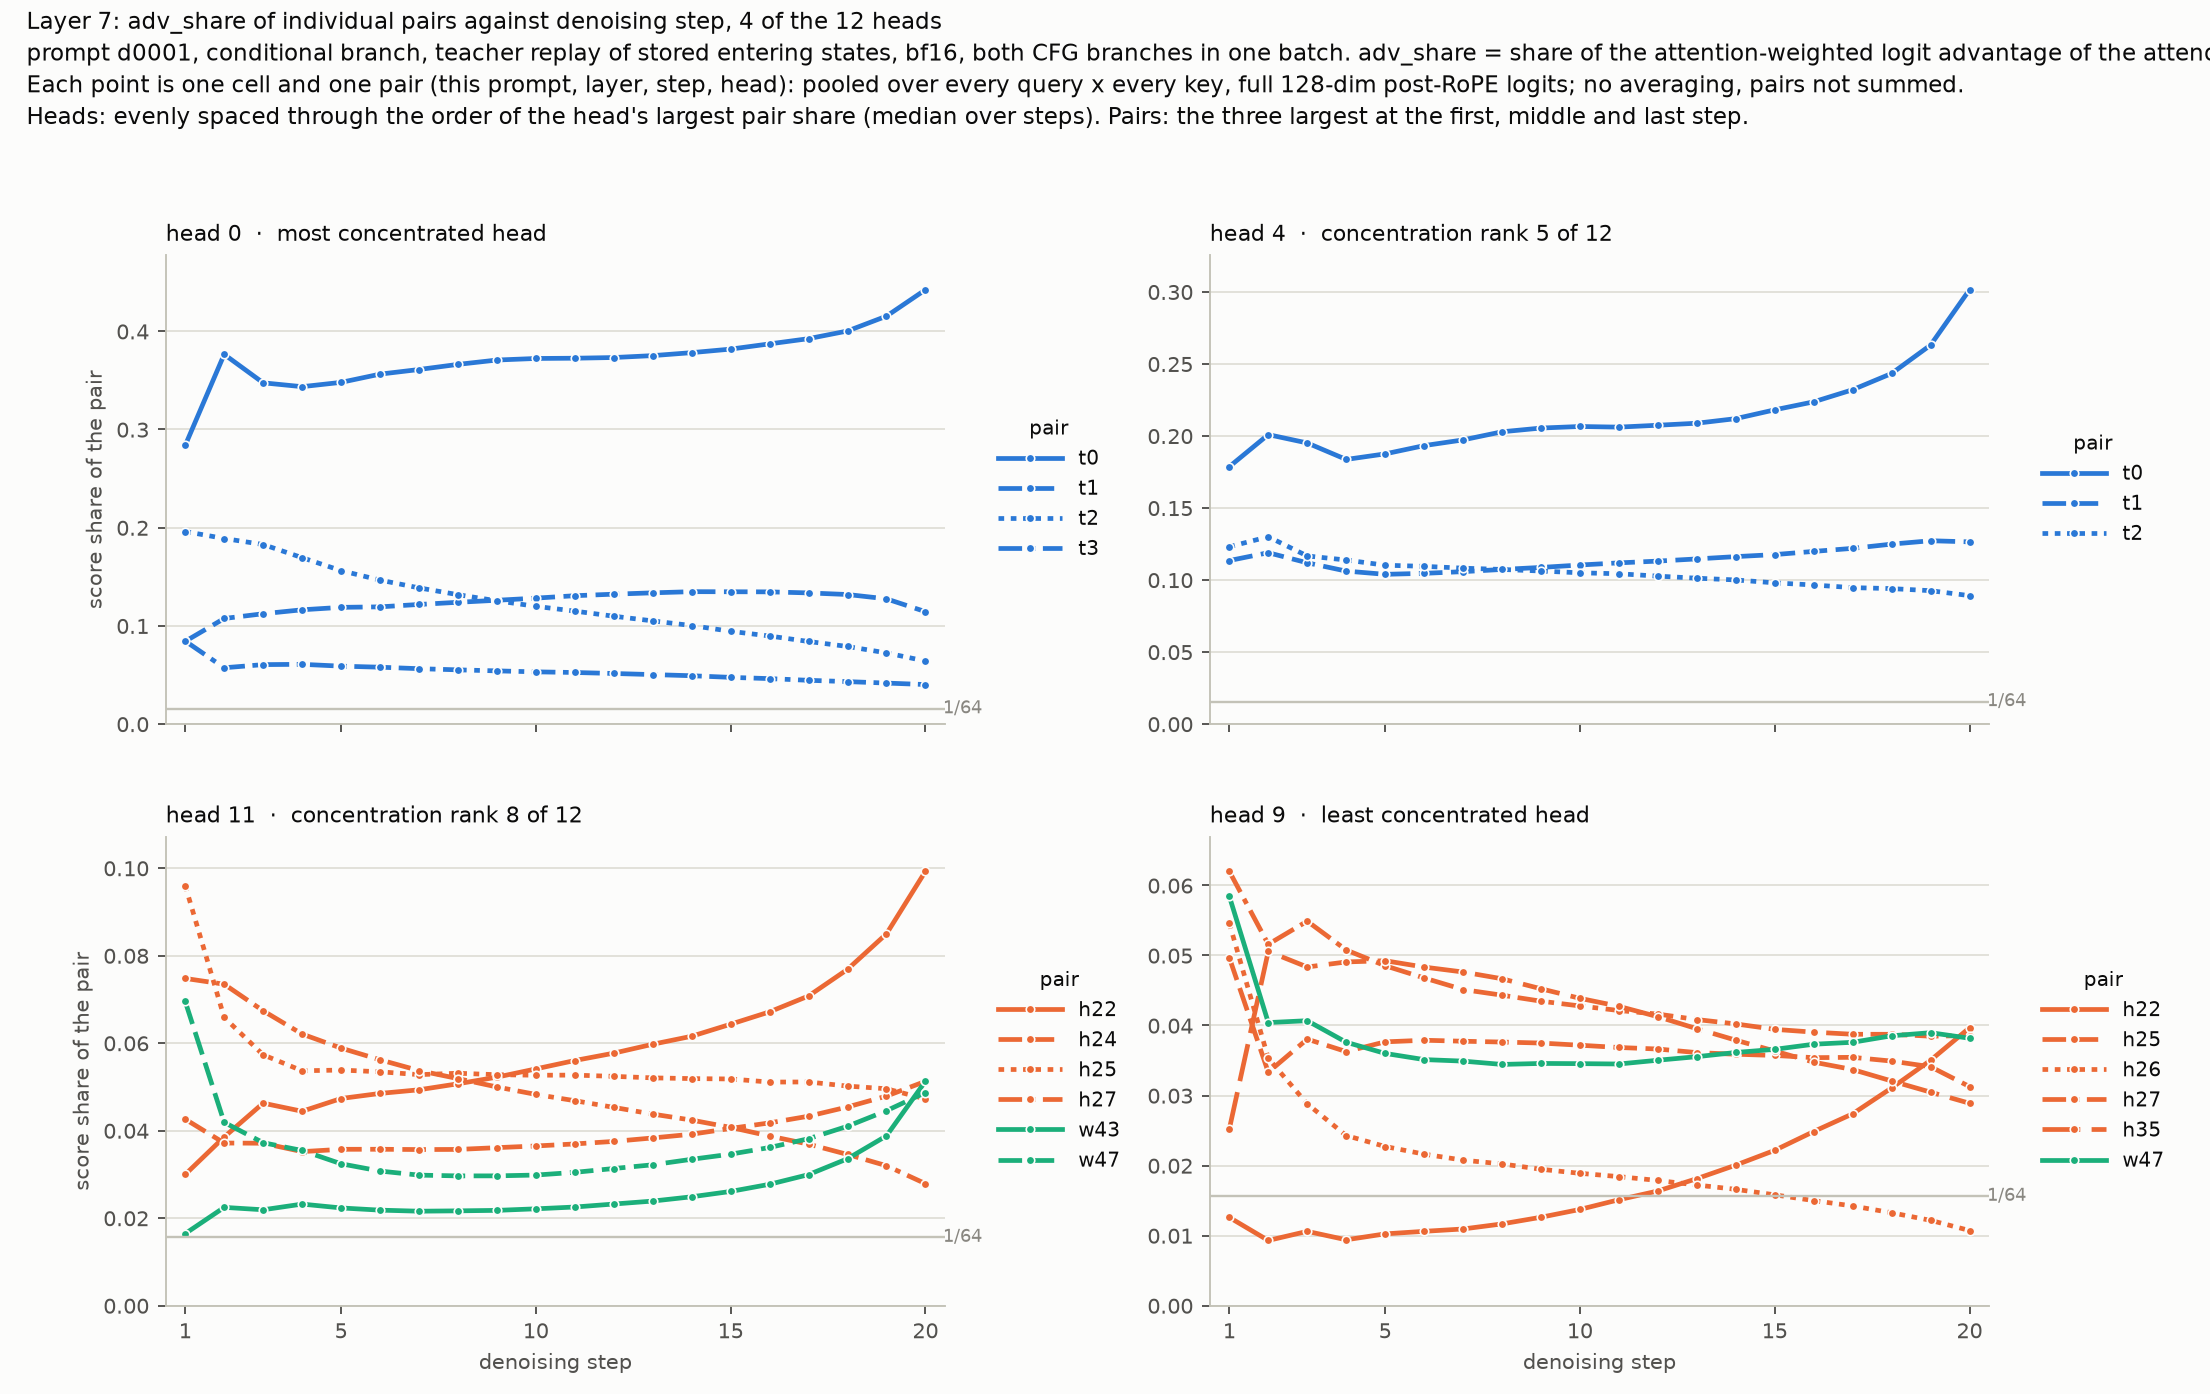 Layer 7: adv_share of individual pairs against denoising step, 4 of the 12 heads
prompt d0001, conditional branch, teacher replay of stored entering states, bf16, both CFG branches in one batch. adv_share = share of the attention-weighted logit advantage of the
Each point is one cell and one pair (this prompt, layer, step, head): pooled over every query x every key, full 128-dim post-RoPE logits; no averaging, pairs not summed.
Heads: evenly spaced through the order of the head's largest pair share (median over steps). Pairs: the three largest at the first, middle and last step.
head 0 · most concentrated head
score share of the pair
0.4
0.3
0.2
0.1
0.0
1/64
pair
t0
t1
t2
t3
head 4 · concentration rank 5 of 12
0.30
0.25
0.20
0.15
0.10
0.05
0.00
1/64
pair
t0
t1
t2
head 11 · concentration rank 8 of 12
score share of the pair
0.10
0.08
0.06
0.04
0.02
0.00
1/64
1 5 10 15 20
denoising step
pair
h22
h24
h25
h27
w43
w47
head 9 · least concentrated head
0.06
0.05
0.04
0.03
0.02
0.01
0.00
1/64
1 5 10 15 20
denoising step
pair
h22
h25
h26
h27
h35
w47